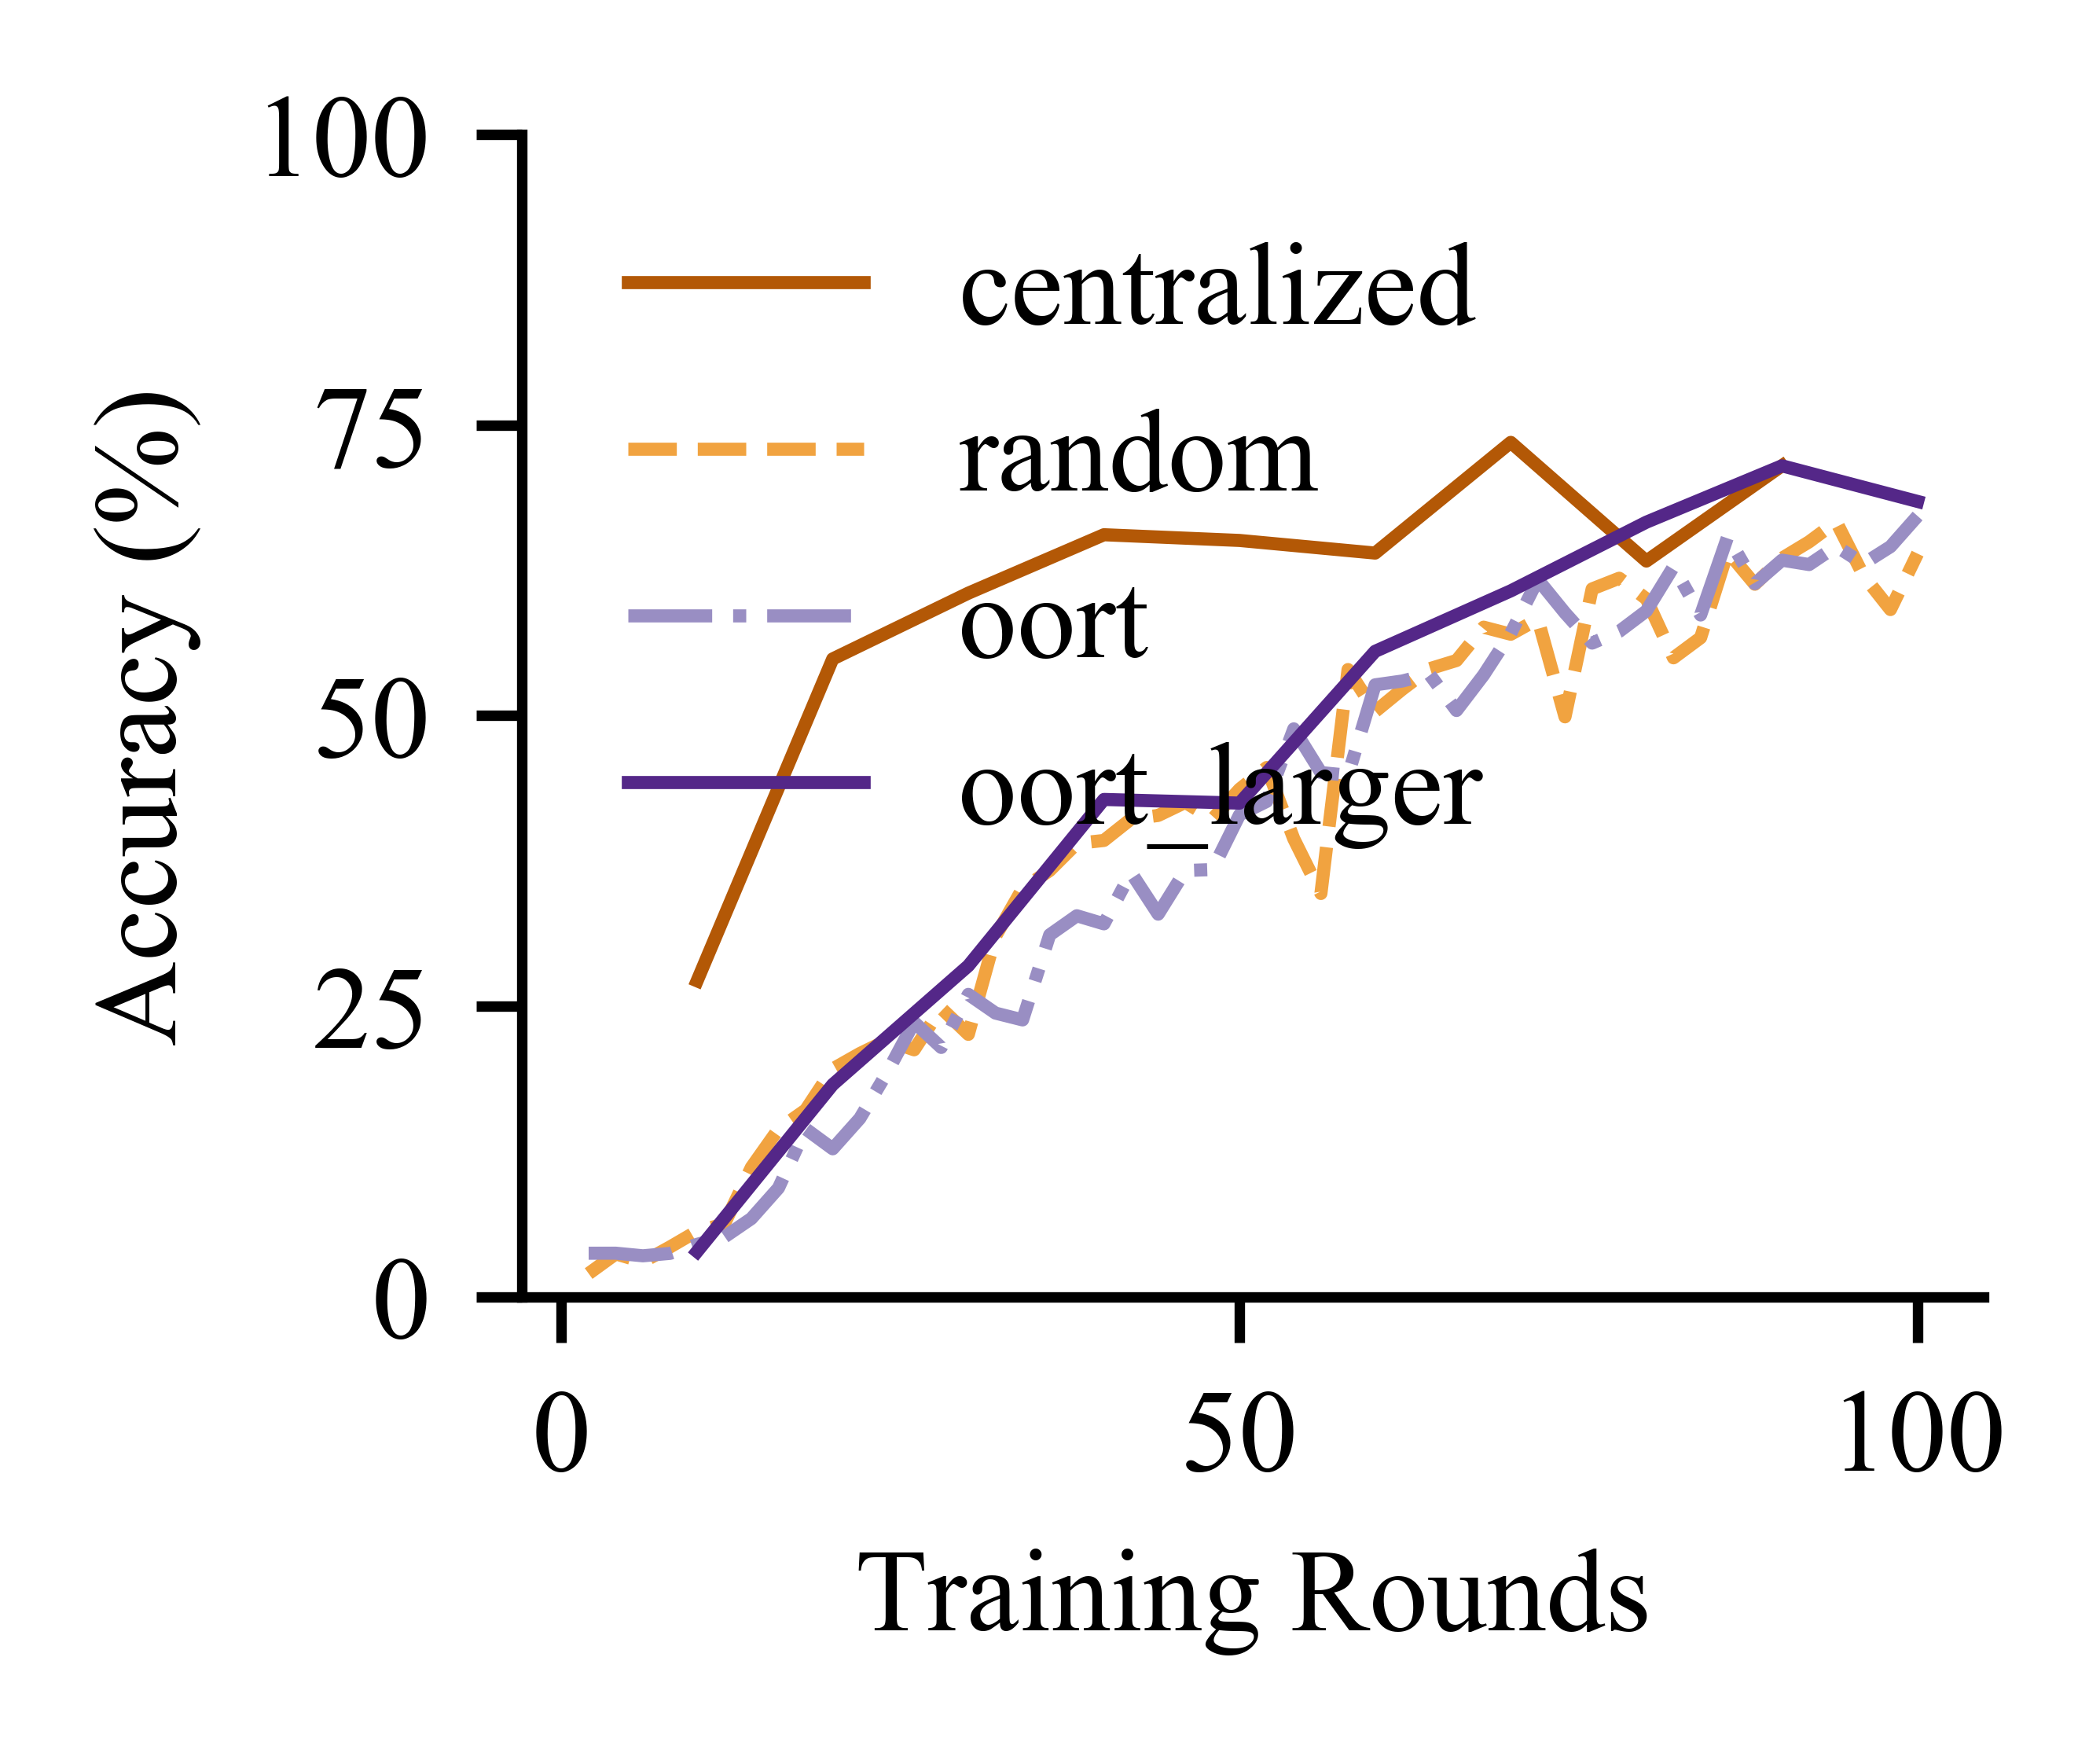 100
75
50
25
0
Accuracy (%)
centralized
random
oort
oort_larger
0 50 100
Training Rounds